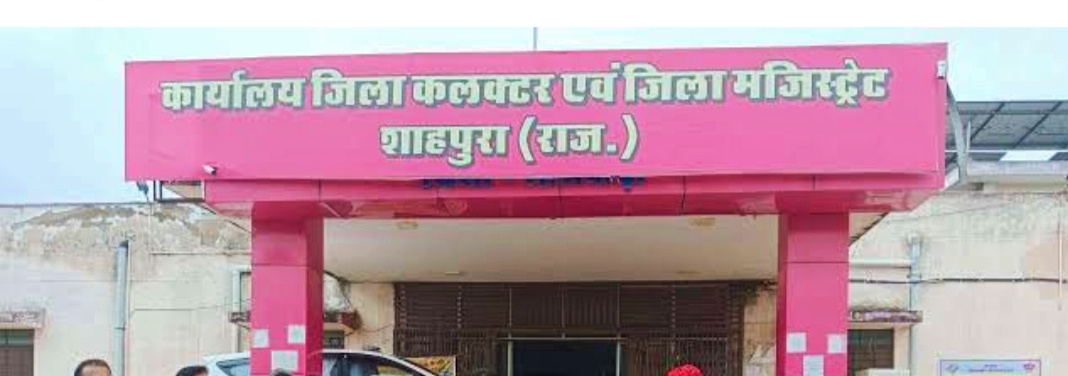 कार्यालय जिला कलक्टर एवं जिला मजिस्ट्रेट
शाहपुरा (राज.)